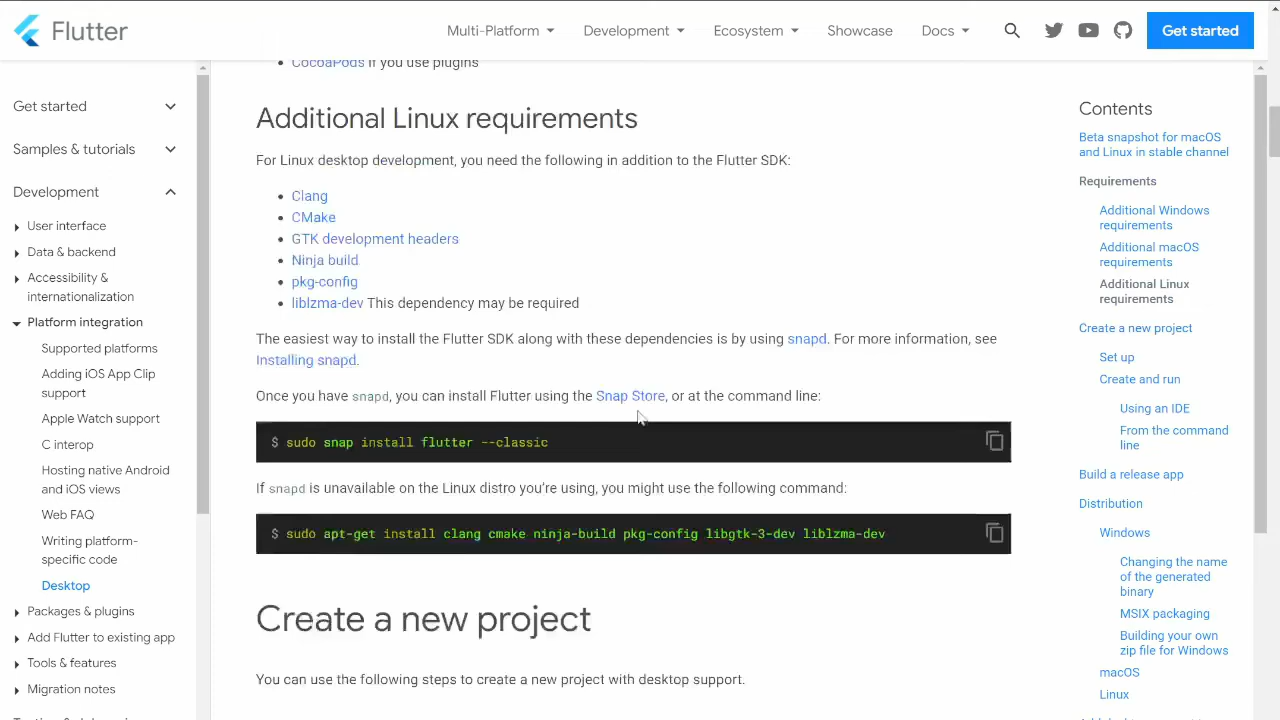 Flutter
Multi-Platform
Development
Ecosystem
Showcase
Docs
Get started
Get started
Samples & tutorials
Development
User interface
Data & backend
Accessibility &
internationalization
Platform integration
Supported platforms
Adding iOS App Clip
support
Apple Watch support
C interop
Hosting native Android
and iOS views
Web FAQ
Writing platform-
specific code
Desktop
Packages & plugins
Add Flutter to existing app
Tools & features
Migration notes
CocoaPods if you use plugins
Additional Linux requirements
For Linux desktop development, you need the following in addition to the Flutter SDK:
Clang
CMake
GTK development headers
Ninja build
pkg-config
liblzma-dev This dependency may be required
The easiest way to install the Flutter SDK along with these dependencies is by using snapd. For more information, see
Installing snapd.
Once you have snapd, you can install Flutter using the Snap Store, or at the command line:
$ sudo snap install flutter --classic
If snapd is unavailable on the Linux distro you're using, you might use the following command:
$ sudo apt-get install clang cmake ninja-build pkg-config libgtk-3-dev liblzma-dev
Create a new project
You can use the following steps to create a new project with desktop support.
Contents
Beta snapshot for macOS
and Linux in stable channel
Requirements
Additional Windows
requirements
Additional macOS
requirements
Additional Linux
requirements
Create a new project
Set up
Create and run
Using an IDE
From the command
line
Build a release app
Distribution
Windows
Changing the name
of the generated
binary
MSIX packaging
Building your own
zip file for Windows
macOS
Linux